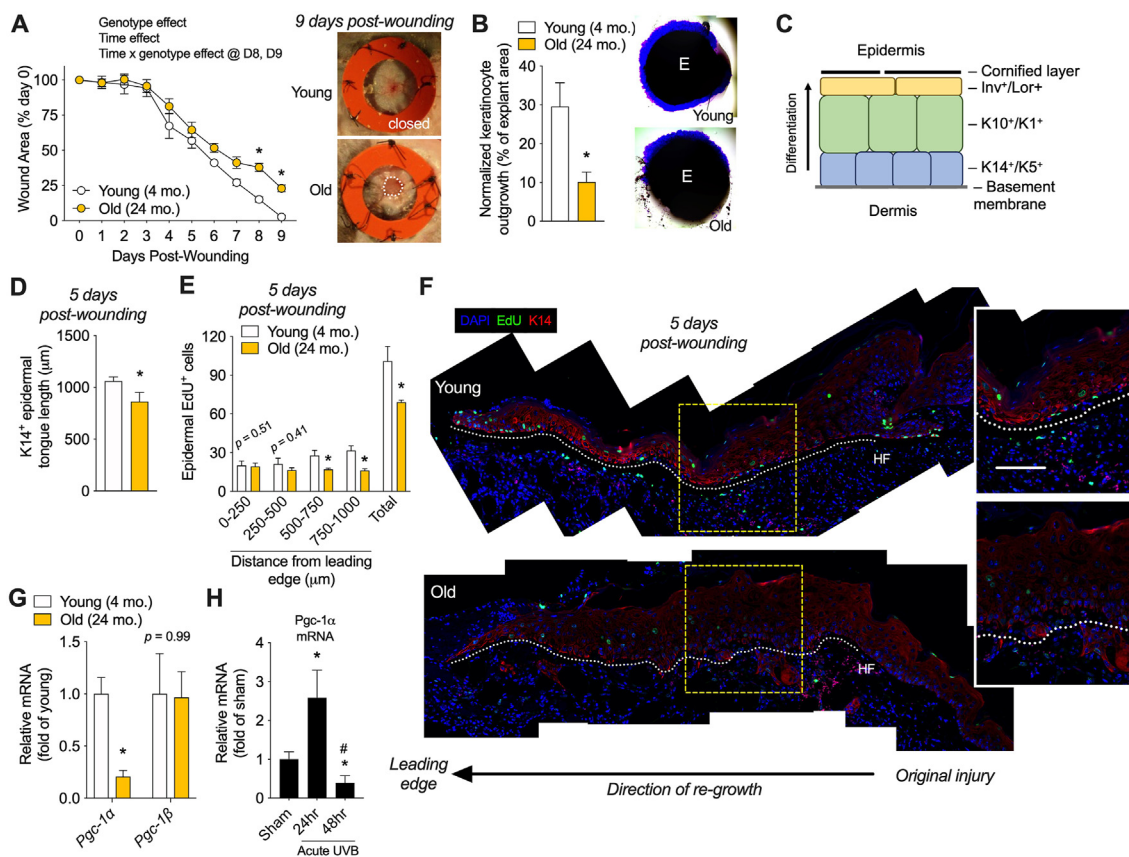 A
Genotype effect
Time effect
Time x genotype effect @ D8, D9
Wound Area (% day 0)
125
100
75
50
25
0
*
*
Young (4 mo.)
Old (24 mo.)
0 1 2 3 4 5 6 7 8 9
Days Post-Wounding
9 days post-wounding
Young
closed
Old
B
Young (4 mo.)
Old (24 mo.)
Normalized keratinocyte
outgrowth (% of explant area)
50
40
30
20
10
0
*
E
Young
E
Old
C
Epidermis
Differentiation
Cornified layer
Inv+/Lor+
K10+/K1+
K14+/K5+
Basement
membrane
Dermis
D
5 days
post-wounding
K14+ epidermal
tongue length (μm)
1500
1000
500
0
*
E
5 days
post-wounding
Young (4 mo.)
Old (24 mo.)
Epidermal EdU+ cells
120
90
60
30
0
p = 0.51
p = 0.41
*
*
*
0-250
250-500
500-750
750-1000
Total
Distance from leading
edge (μm)
F
DAPI EdU K14
5 days
post-wounding
Young
HF
Old
HF
Leading
edge
Direction of re-growth
Original injury
G
Young (4 mo.)
Old (24 mo.)
Relative mRNA
(fold of young)
1.5
1.0
0.5
0.0
*
p = 0.99
Pgc-1α
Pgc-1β
H
Pgc-1α
mRNA
Relative mRNA
(fold of sham)
4
3
2
1
0
*
#
*
Sham
24hr
48hr
Acute UVB